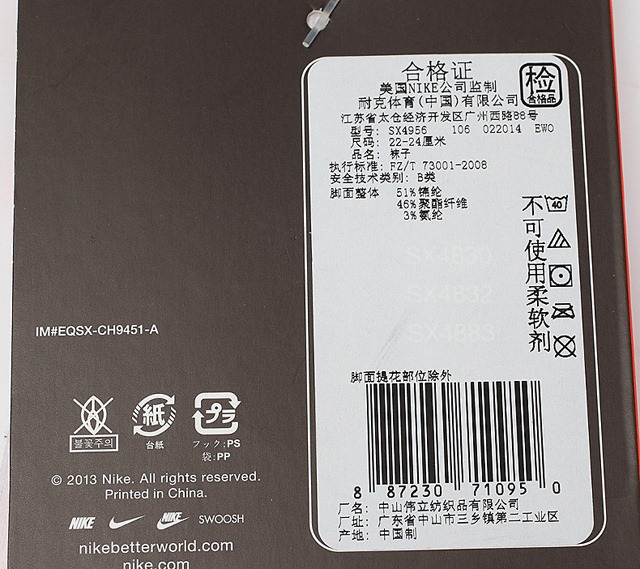 合格证
检
合格品
美国NIKE公司监制
耐克体育(中国)有限公司
江苏省太仓经济开发区广州西路88号
型号: SX4956 106 022014 EWO
尺码: 22-24厘米
品名: 袜子
执行标准: FZ/T 73001-2008
安全技术类别: B类
脚面整体 51%锦纶
46%聚酯纤维
3%氨纶
不可使用柔软剂
40
SX4830
SX4832
SX4883
脚面提花部位除外
8 87230 71095 0
厂名: 中山伟立纺织品有限公司
厂址: 广东省中山市三乡镇第二工业区
产地: 中国制
IM#EQSX-CH9451-A
불꽃주의
紙
台紙
プラ
フック:PS
袋:PP
© 2013 Nike. All rights reserved.
Printed in China.
NIKE NIKE SWOOSH
nikebetterworld.com
nike.com